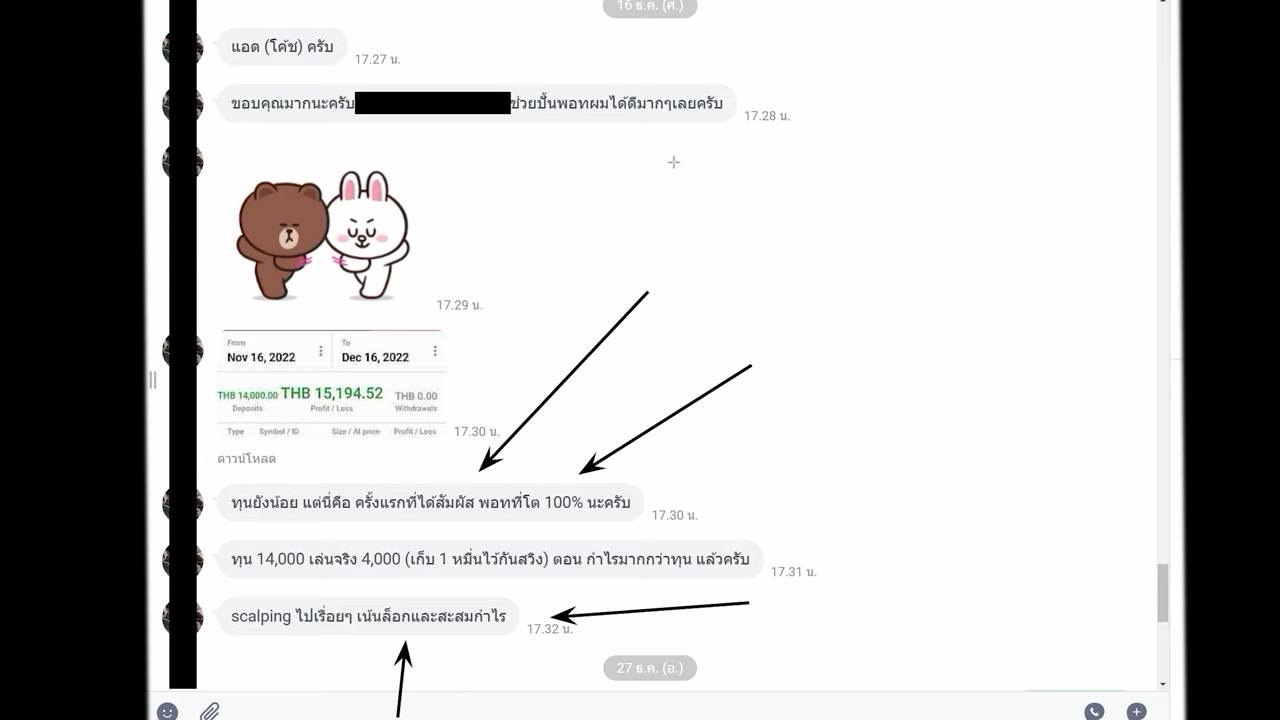 16 ธ.ค. (ศ.)
แอด (โค้ช) ครับ
17.27 น.
ขอบคุณมากนะครับ ช่วยปั้นพอทผมได้ดีมากๆเลยครับ
17.28 น.
17.29 น.
From To
Nov 16, 2022 Dec 16, 2022
THB 14,000.00 THB 15,194.52 THB 0.00
Deposits Profit / Loss Withdrawals
Type Symbol / ID Size / At price Profit / Loss
17.30 น.
ดาวน์โหลด
ทุนยังน้อย แต่นี่คือ ครั้งแรกที่ได้สัมผัส พอทที่โต 100% นะครับ
17.30 น.
ทุน 14,000 เล่นจริง 4,000 (เก็บ 1 หมื่นไว้กันสวิง) ตอน กำไรมากกว่าทุน แล้วครับ
17.31 น.
scalping ไปเรื่อยๆ เน้นล็อกและสะสมกำไร
17.32 น.
27 ธ.ค. (อ.)